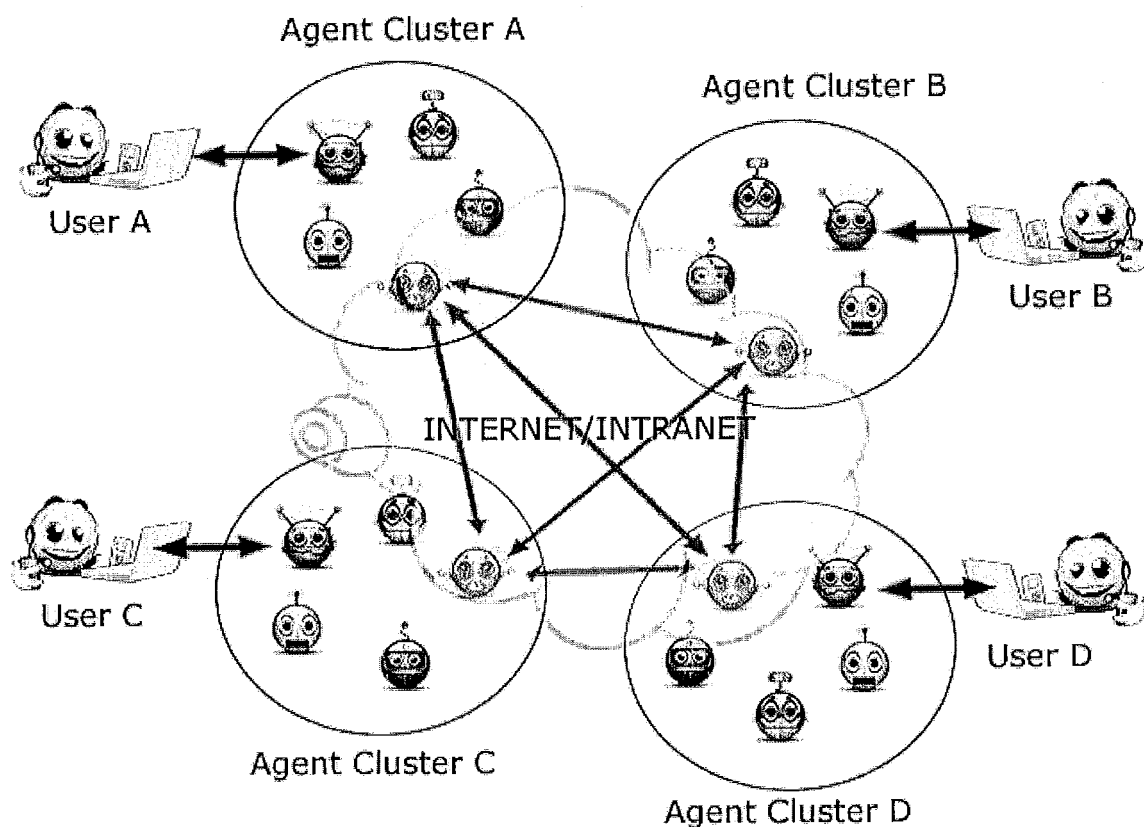 Agent Cluster A
Agent Cluster B
User A
User B
INTERNET/INTRANET
User C
User D
Agent Cluster C
Agent Cluster D